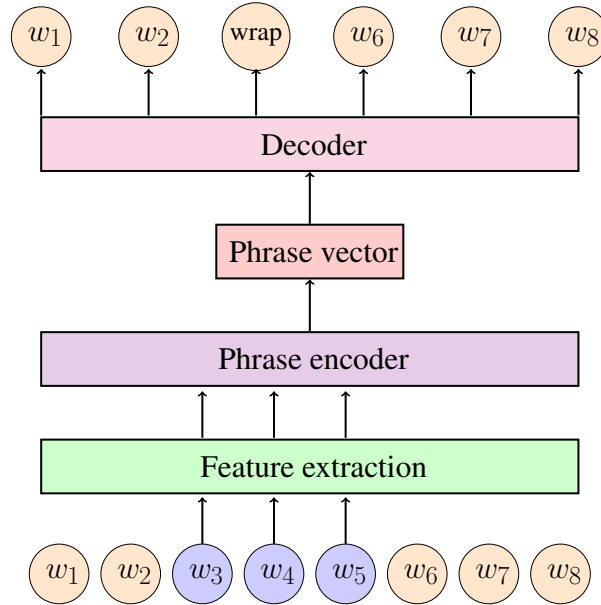 w₁ w₂ wrap w₆ w₇ w₈
Decoder
Phrase vector
Phrase encoder
Feature extraction
w₁ w₂ w₃ w₄ w₅ w₆ w₇ w₈